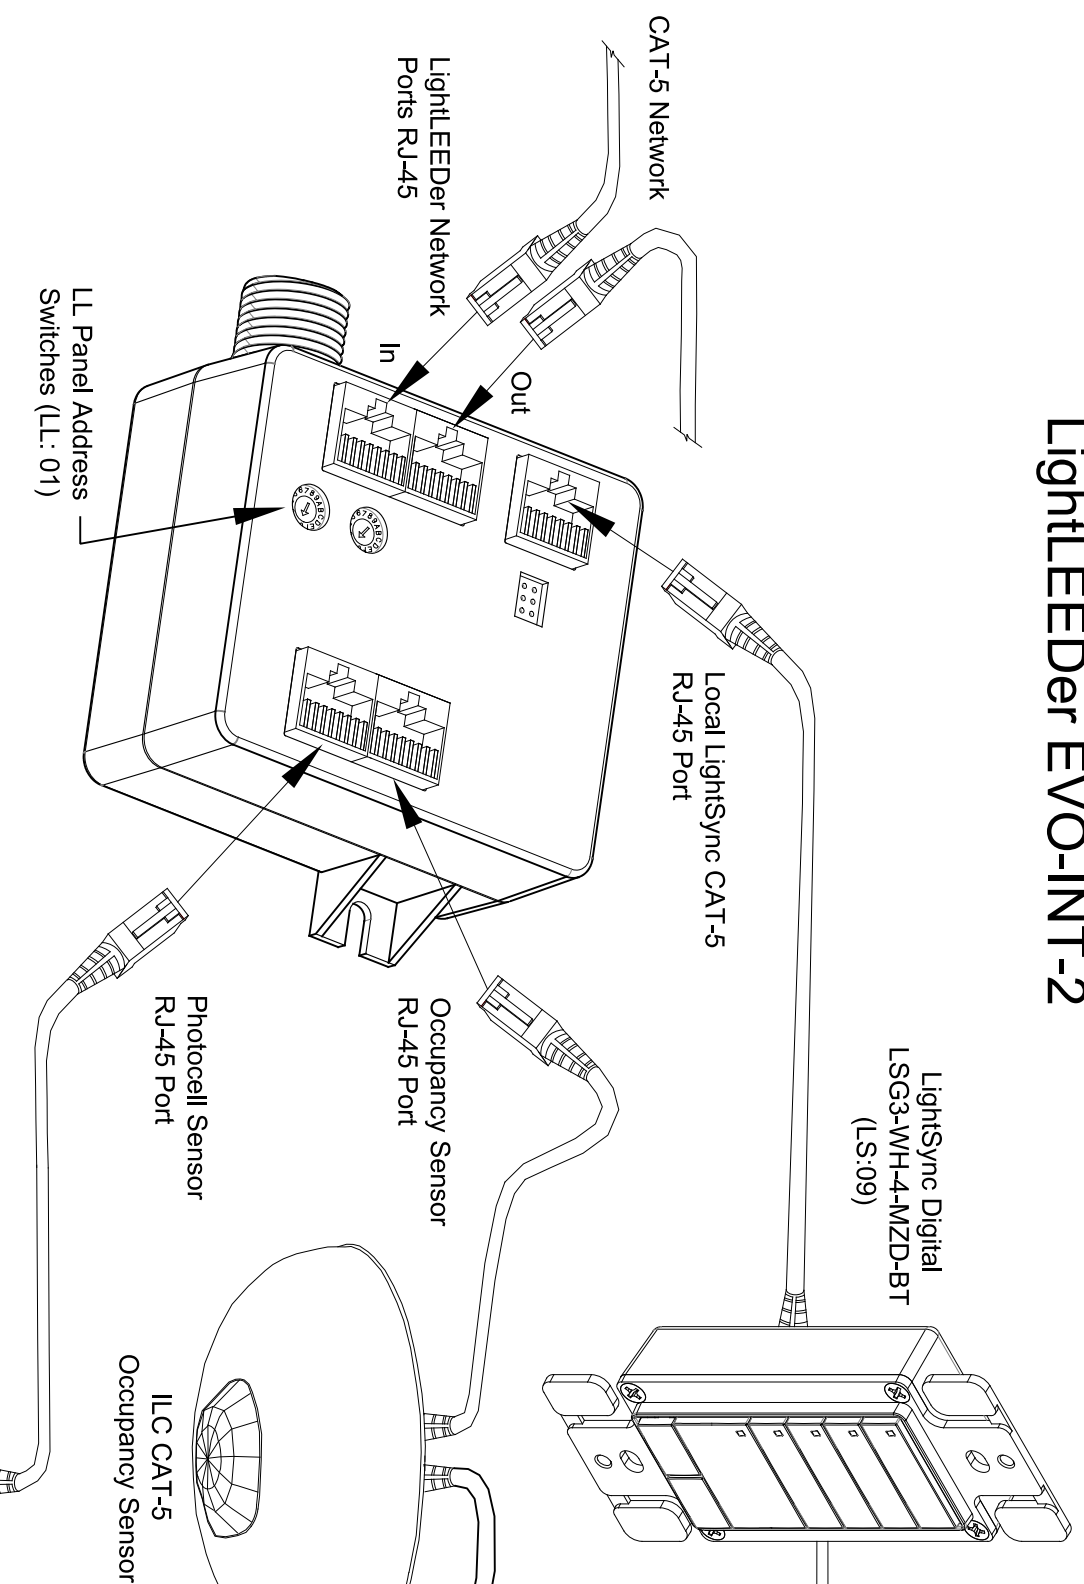 LightLEEDer EVO-INT-2
CAT-5 Network
LightLEEDer Network
Ports RJ-45
In
Out
LL Panel Address
Switches (LL: 01)
Local LightSync CAT-5
RJ-45 Port
LightSync Digital
LSG3-WH-4-MZD-BT
(LS:09)
Occupancy Sensor
RJ-45 Port
Photocell Sensor
RJ-45 Port
ILC CAT-5
Occupancy Sensor